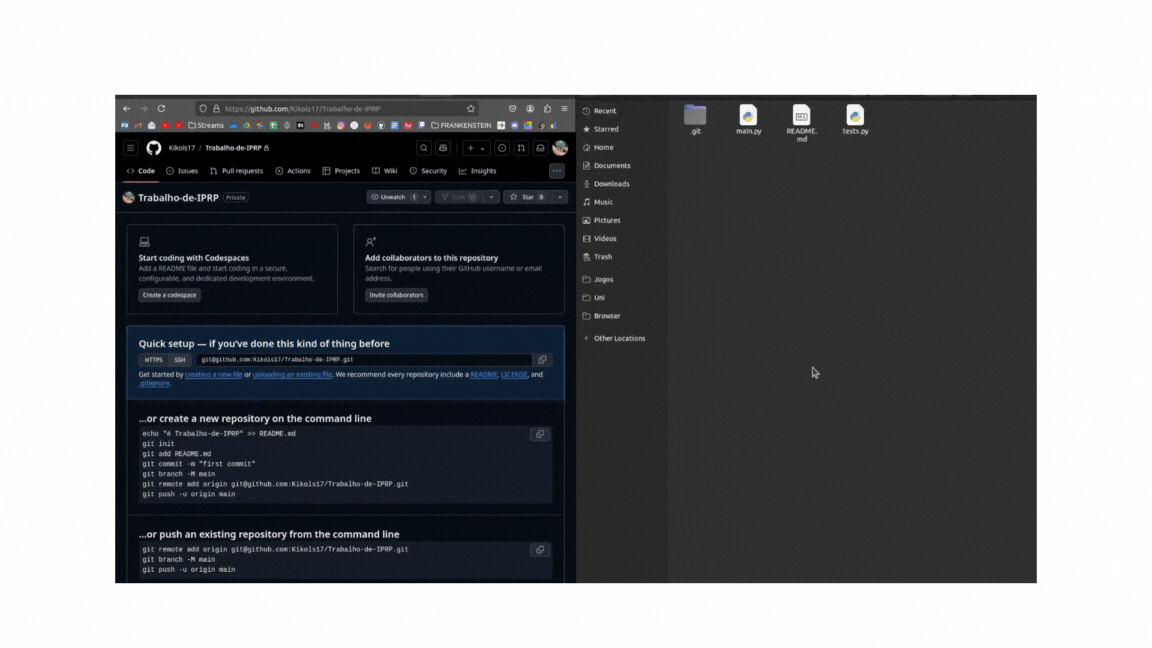 https://github.com/Kikols17/Trabalho-de-IPRP
Streams
FRANKENSTEIN
Kikols17 / Trabalho-de-IPRP
Code
Issues
Pull requests
Actions
Projects
Wiki
Security
Insights
Trabalho-de-IPRP
Private
Unwatch 1
Star 0
Start coding with Codespaces
Add a README file and start coding in a secure,
configurable, and dedicated development environment.
Create a codespace
Add collaborators to this repository
Search for people using their GitHub username or email
address.
Invite collaborators
Quick setup — if you've done this kind of thing before
HTTPS SSH git@github.com:Kikols17/Trabalho-de-IPRP.git
Get started by creating a new file or uploading an existing file. We recommend every repository include a README, LICENSE, and
.gitignore.
...or create a new repository on the command line
echo "# Trabalho-de-IPRP" >> README.md
git init
git add README.md
git commit -m "first commit"
git branch -M main
git remote add origin git@github.com:Kikols17/Trabalho-de-IPRP.git
git push -u origin main
...or push an existing repository from the command line
git remote add origin git@github.com:Kikols17/Trabalho-de-IPRP.git
git branch -M main
git push -u origin main
Recent
Starred
Home
Documents
Downloads
Music
Pictures
Videos
Trash
Jogos
Uni
Browser
Other Locations
.git
main.py
README.
md
tests.py